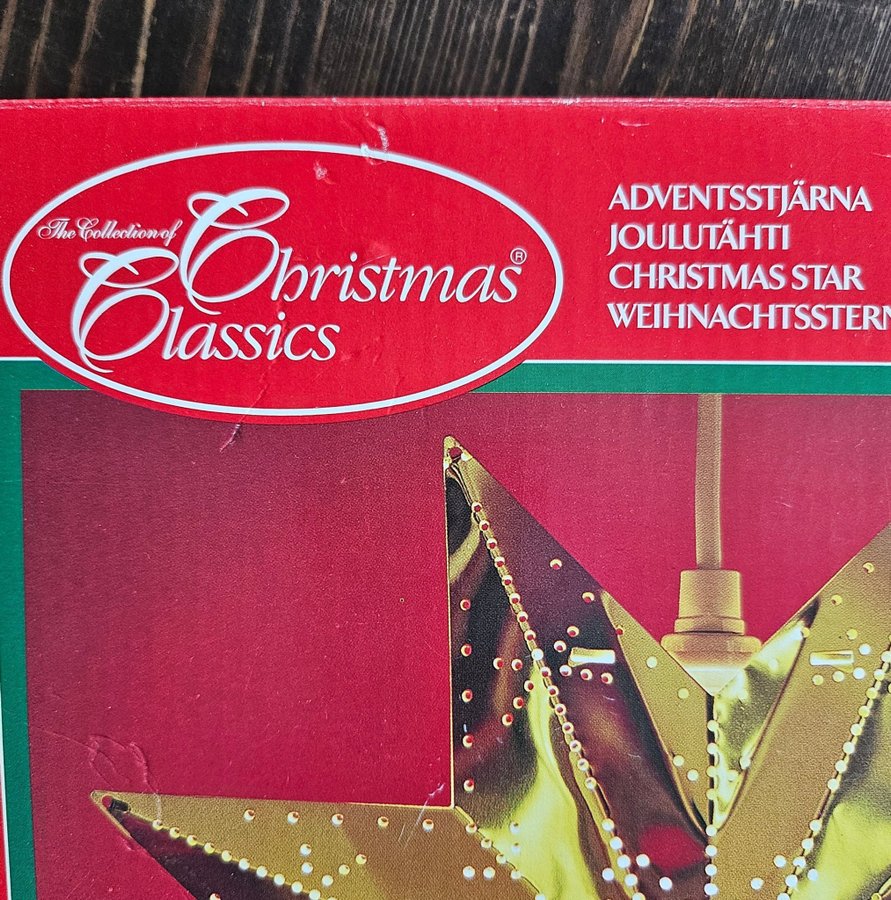 The Collection of
Christmas®
Classics
ADVENTSSTJÄRNA
JOULUTÄHTI
CHRISTMAS STAR
WEIHNACHTSSTERN